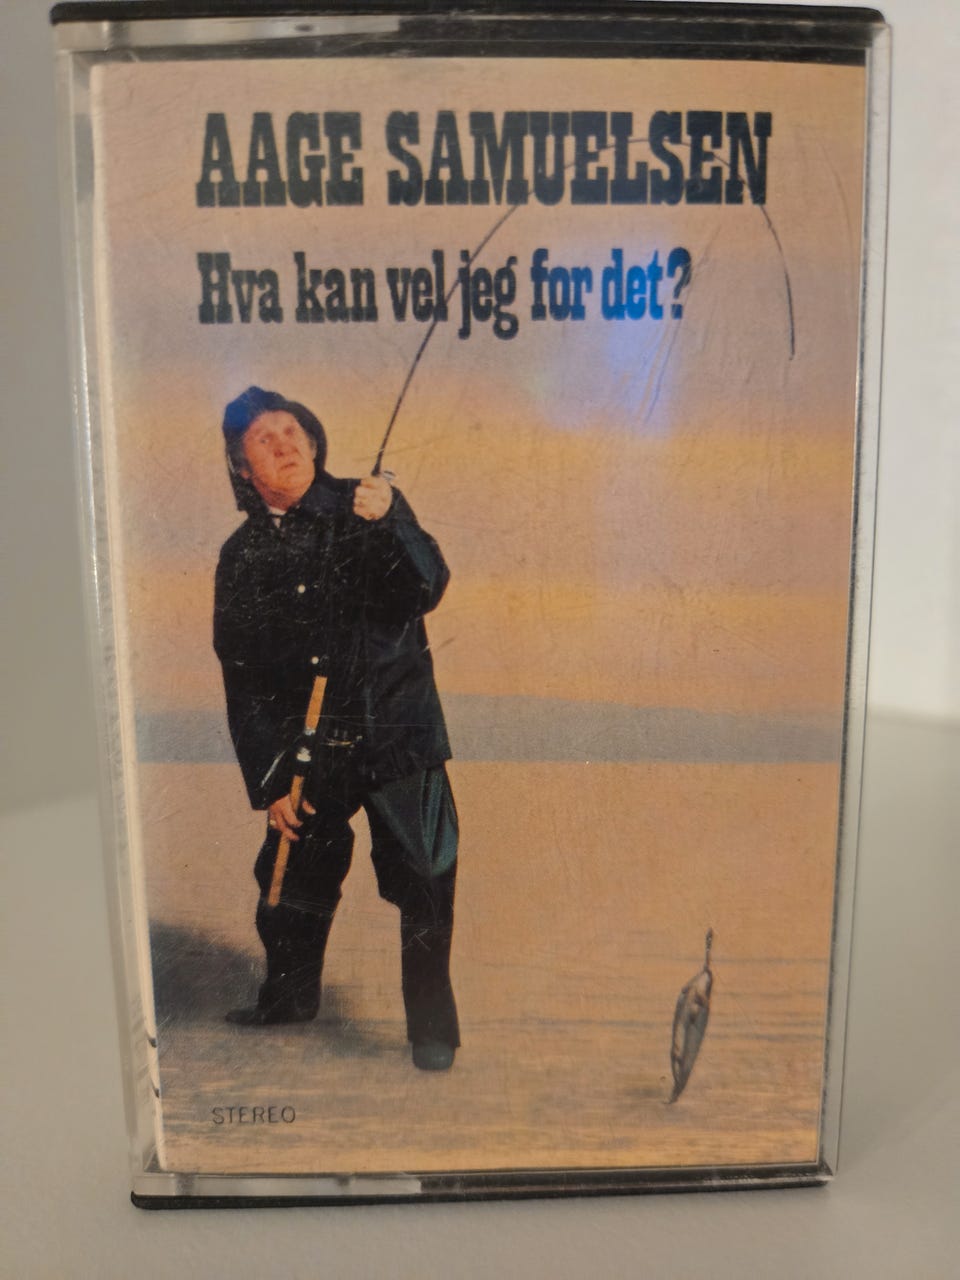 AAGE SAMUELSEN
Hva kan vel jeg for det?
STEREO